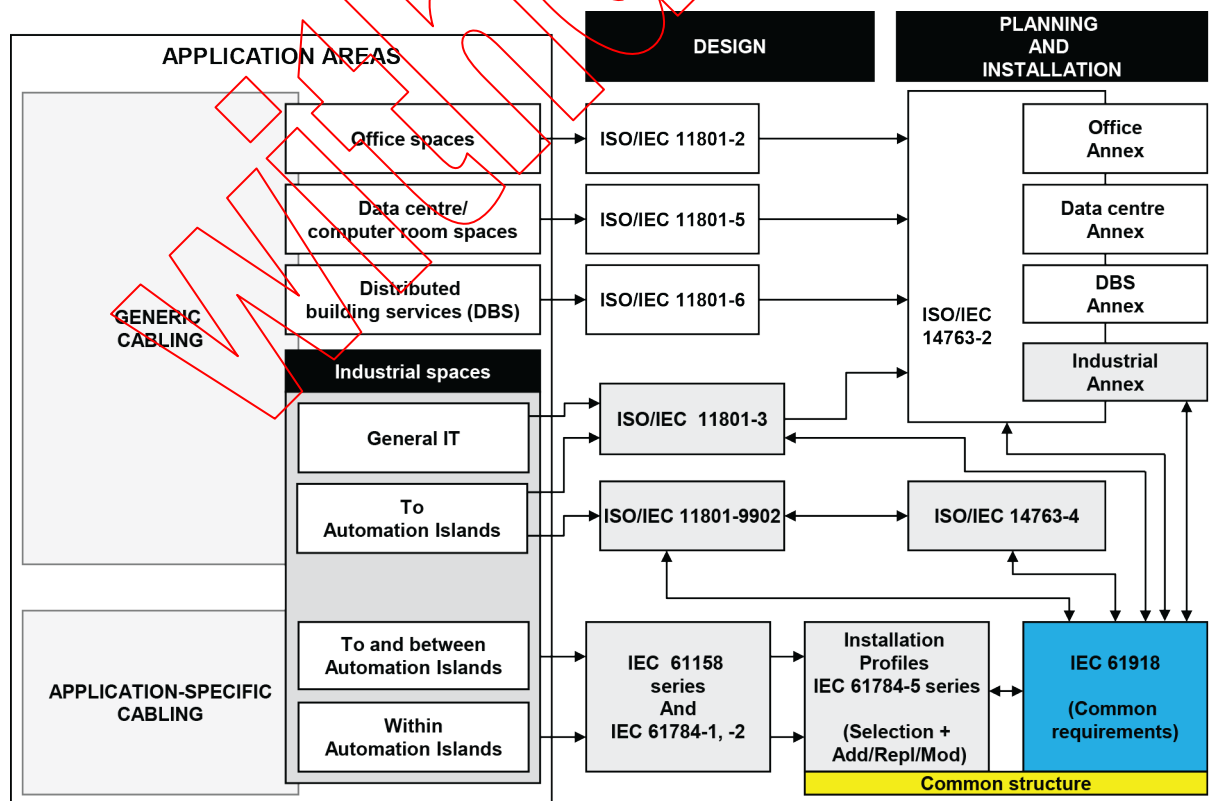 APPLICATION AREAS
DESIGN
PLANNING
AND
INSTALLATION
GENERIC
CABLING
Office spaces
ISO/IEC 11801-2
Office
Annex
Data centre/
computer room spaces
ISO/IEC 11801-5
Data centre
Annex
Distributed
building services (DBS)
ISO/IEC 11801-6
DBS
Annex
ISO/IEC
14763-2
Industrial
Annex
Industrial spaces
General IT
ISO/IEC  11801-3
To
Automation Islands
ISO/IEC 11801-9902
ISO/IEC 14763-4
APPLICATION-SPECIFIC
CABLING
To and between
Automation Islands
Within
Automation Islands
IEC  61158
series
And
IEC 61784-1, -2
Installation
Profiles
IEC 61784-5 series
(Selection +
Add/Repl/Mod)
IEC 61918
(Common
requirements)
Common structure